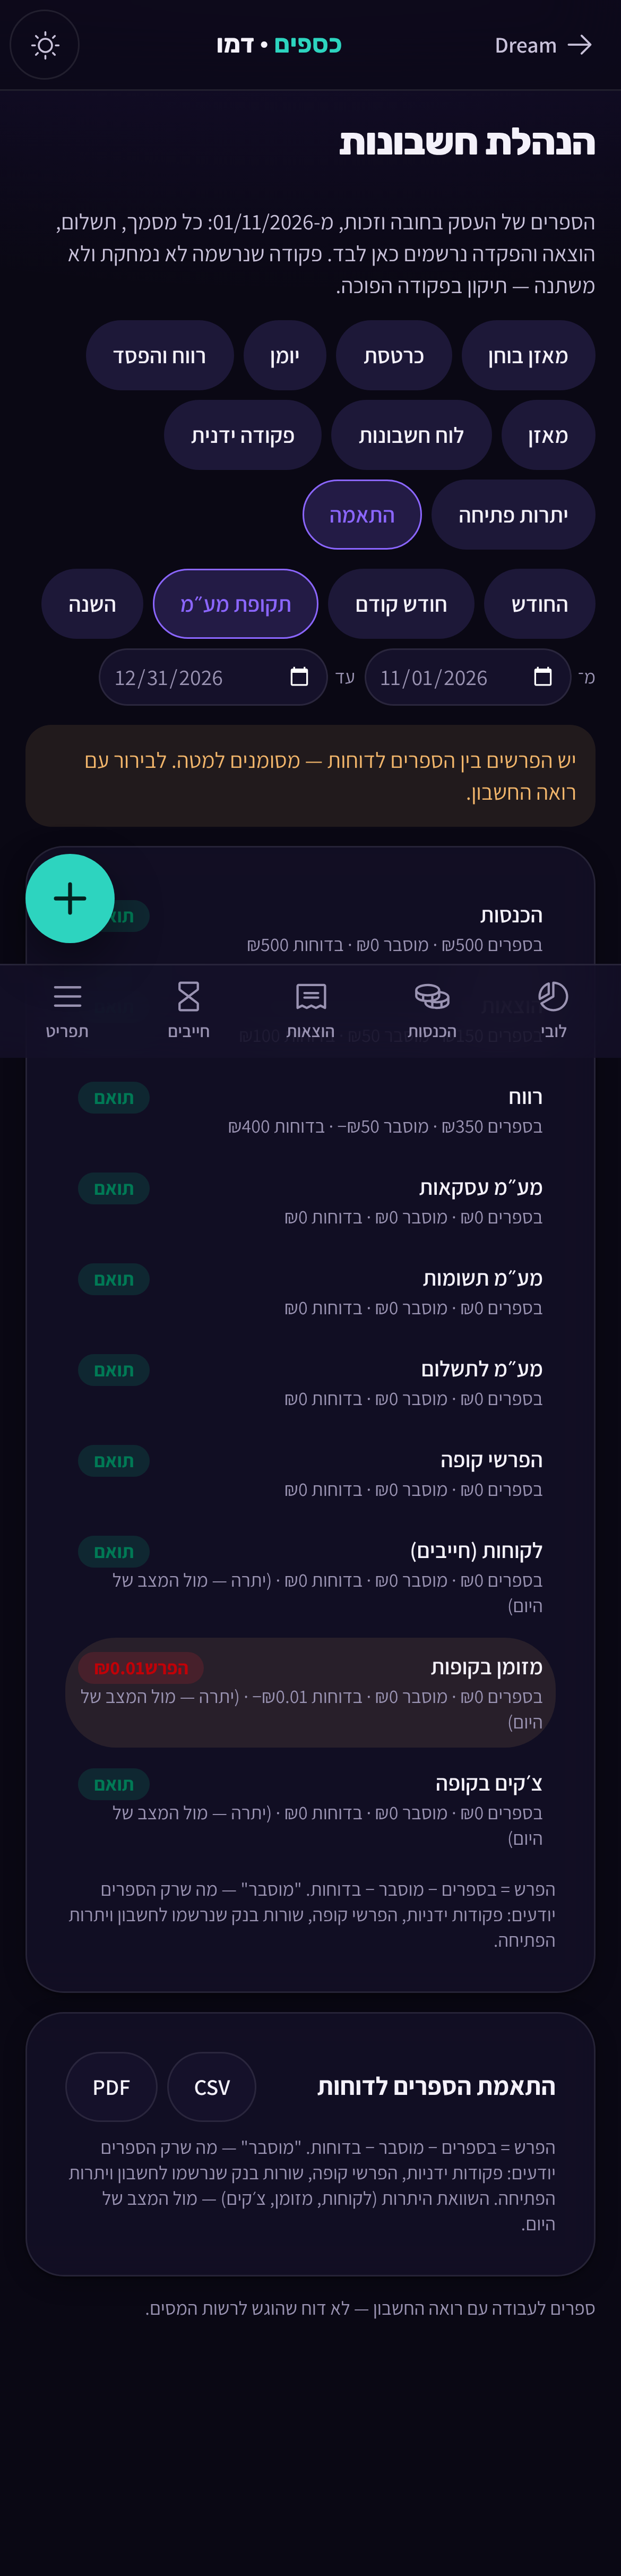 Dream
כספים • דמו
הנהלת חשבונות
הספרים של העסק בחובה וזכות, מ-01/11/2026: כל מסמך, תשלום,
הוצאה והפקדה נרשמים כאן לבד. פקודה שנרשמה לא נמחקת ולא
משתנה — תיקון בפקודה הפוכה.
מאזן בוחן
כרטסת
יומן
רווח והפסד
מאזן
לוח חשבונות
פקודה ידנית
יתרות פתיחה
התאמה
החודש
חודש קודם
תקופת מע״מ
השנה
מ־
11/01/2026
עד
12/31/2026
יש הפרשים בין הספרים לדוחות — מסומנים למטה. לבירור עם
רואה החשבון.
הכנסות
בספרים ₪500 · מוסבר ₪0 · בדוחות ₪500
הוצאות
בספרים ₪150 · מוסבר ₪50 · בדוחות ₪100
לובי
הכנסות
הוצאות
חייבים
תפריט
רווח
תואם
בספרים ₪350 · מוסבר ₪50− · בדוחות ₪400
מע״מ עסקאות
תואם
בספרים ₪0 · מוסבר ₪0 · בדוחות ₪0
מע״מ תשומות
תואם
בספרים ₪0 · מוסבר ₪0 · בדוחות ₪0
מע״מ לתשלום
תואם
בספרים ₪0 · מוסבר ₪0 · בדוחות ₪0
הפרשי קופה
תואם
בספרים ₪0 · מוסבר ₪0 · בדוחות ₪0
לקוחות (חייבים)
תואם
בספרים ₪0 · מוסבר ₪0 · בדוחות ₪0 · (יתרה — מול המצב של
היום)
מזומן בקופות
הפרש₪0.01
בספרים ₪0 · מוסבר ₪0 · בדוחות ₪0.01− · (יתרה — מול המצב של
היום)
צ׳קים בקופה
תואם
בספרים ₪0 · מוסבר ₪0 · בדוחות ₪0 · (יתרה — מול המצב של
היום)
הפרש = בספרים − מוסבר − בדוחות. "מוסבר" — מה שרק הספרים
יודעים: פקודות ידניות, הפרשי קופה, שורות בנק שנרשמו לחשבון ויתרות
הפתיחה.
התאמת הספרים לדוחות
CSV
PDF
הפרש = בספרים − מוסבר − בדוחות. "מוסבר" — מה שרק הספרים
יודעים: פקודות ידניות, הפרשי קופה, שורות בנק שנרשמו לחשבון ויתרות
הפתיחה. השוואת היתרות (לקוחות, מזומן, צ׳קים) — מול המצב של
היום.
ספרים לעבודה עם רואה החשבון — לא דוח שהוגש לרשות המסים.